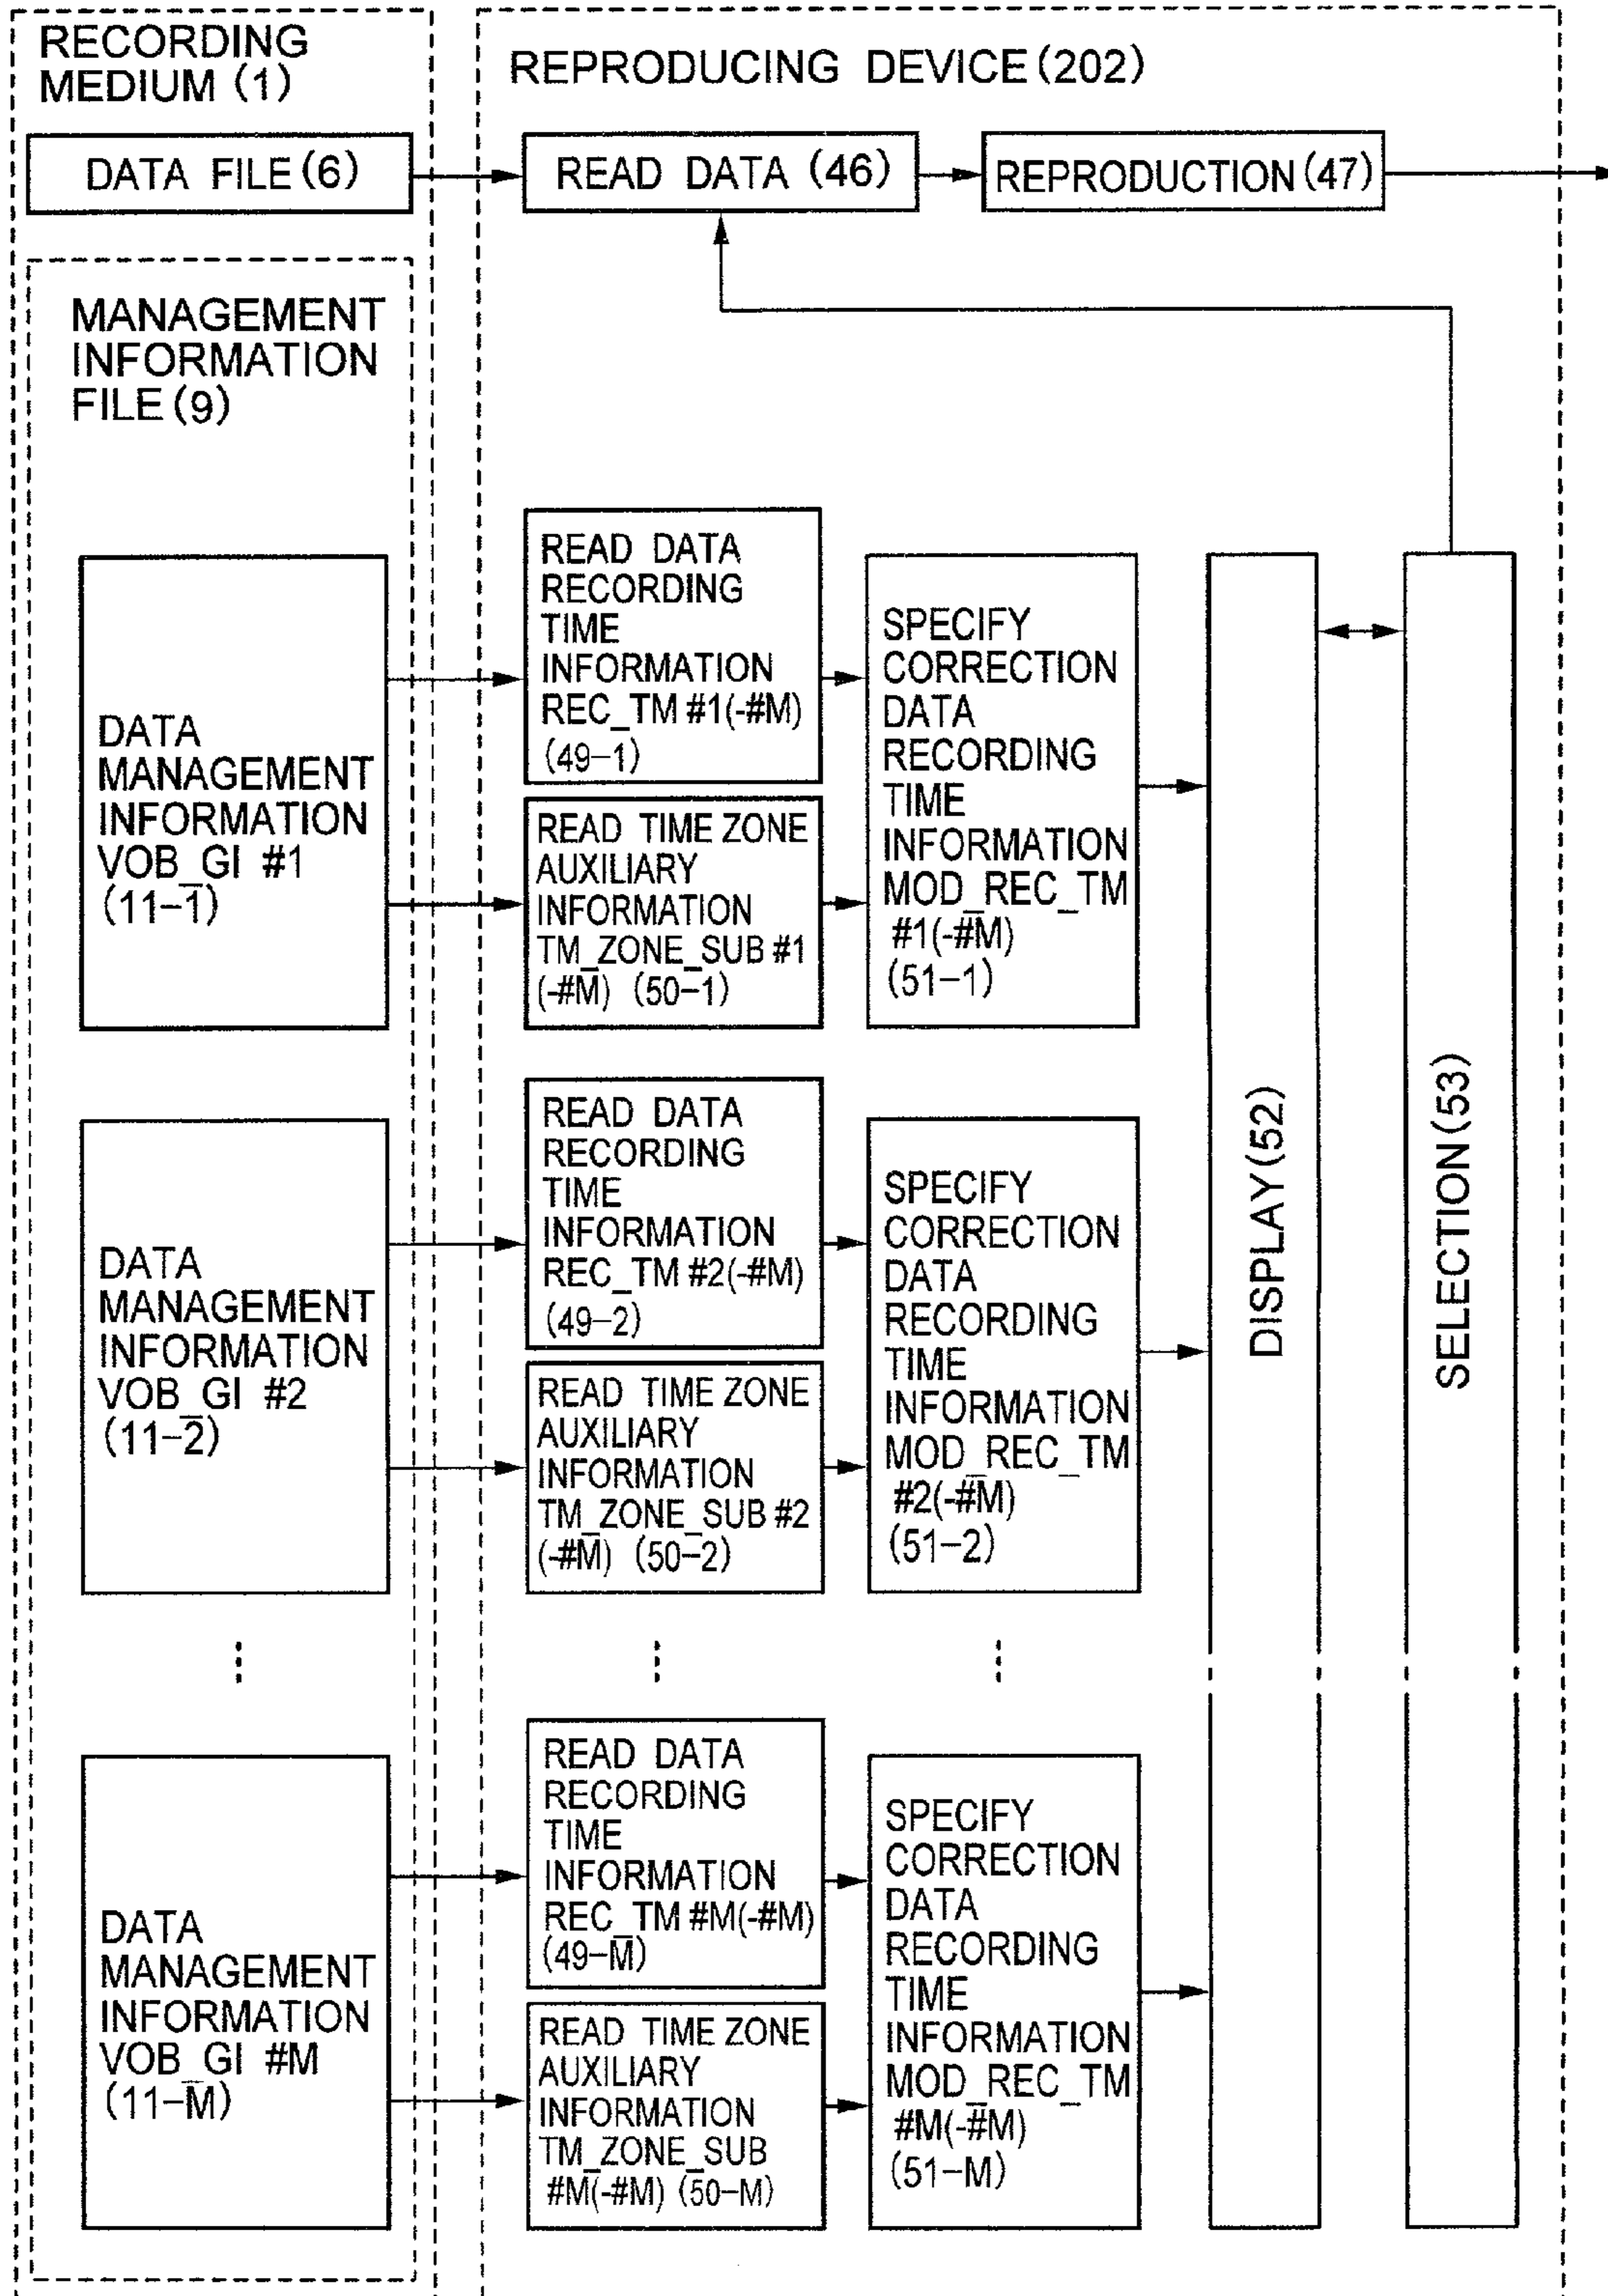 RECORDING
MEDIUM (1)
REPRODUCING DEVICE (202)
DATA FILE (6)
READ DATA (46)
REPRODUCTION (47)
MANAGEMENT
INFORMATION
FILE (9)
DATA
MANAGEMENT
INFORMATION
VOB_GI #1
(11-1)
READ DATA
RECORDING
TIME
INFORMATION
REC_TM #1(-#M)
(49-1)
READ TIME ZONE
AUXILIARY
INFORMATION
TM_ZONE_SUB #1
(-#M) (50-1)
SPECIFY
CORRECTION
DATA
RECORDING
TIME
INFORMATION
MOD_REC_TM
#1(-#M)
(51-1)
DISPLAY (52)
SELECTION (53)
DATA
MANAGEMENT
INFORMATION
VOB_GI #2
(11-2)
READ DATA
RECORDING
TIME
INFORMATION
REC_TM #2(-#M)
(49-2)
READ TIME ZONE
AUXILIARY
INFORMATION
TM_ZONE_SUB #2
(-#M) (50-2)
SPECIFY
CORRECTION
DATA
RECORDING
TIME
INFORMATION
MOD_REC_TM
#2(-#M)
(51-2)
DATA
MANAGEMENT
INFORMATION
VOB_GI #M
(11-M)
READ DATA
RECORDING
TIME
INFORMATION
REC_TM #M(-#M)
(49-M)
READ TIME ZONE
AUXILIARY
INFORMATION
TM_ZONE_SUB
#M(-#M) (50-M)
SPECIFY
CORRECTION
DATA
RECORDING
TIME
INFORMATION
MOD_REC_TM
#M(-#M)
(51-M)